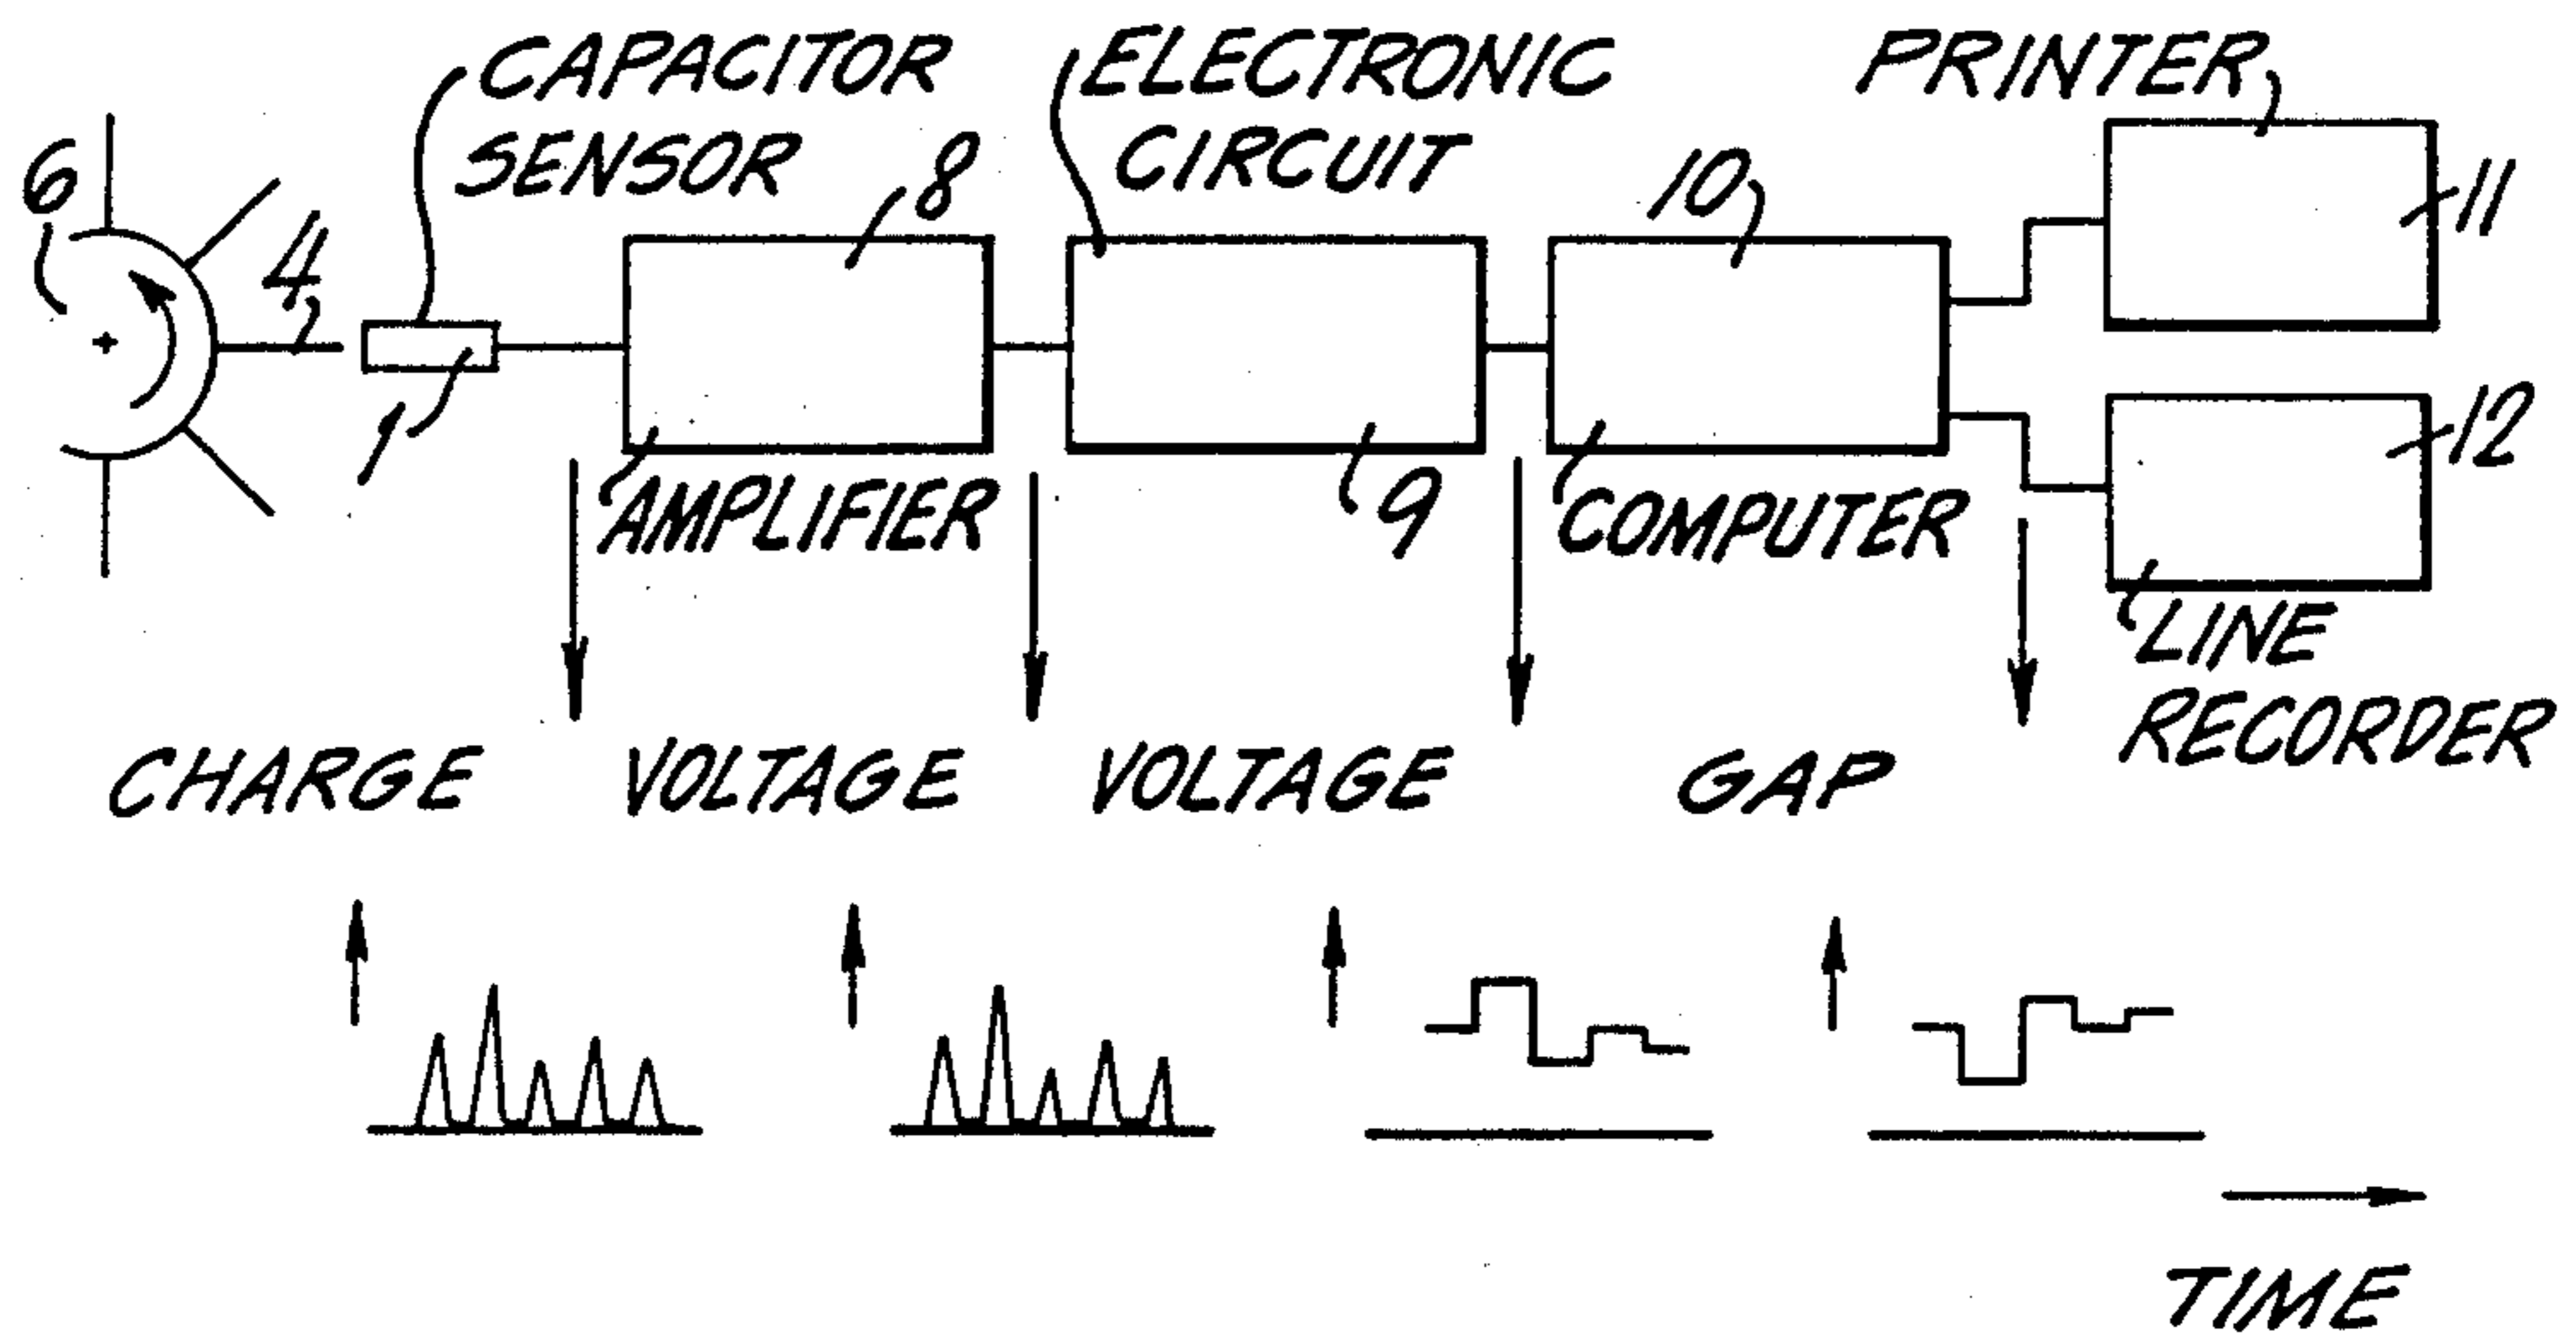 CAPACITOR
SENSOR
ELECTRONIC
CIRCUIT
PRINTER
6
4
8
10
11
1
AMPLIFIER
9
COMPUTER
12
LINE
RECORDER
CHARGE
VOLTAGE
VOLTAGE
GAP
TIME